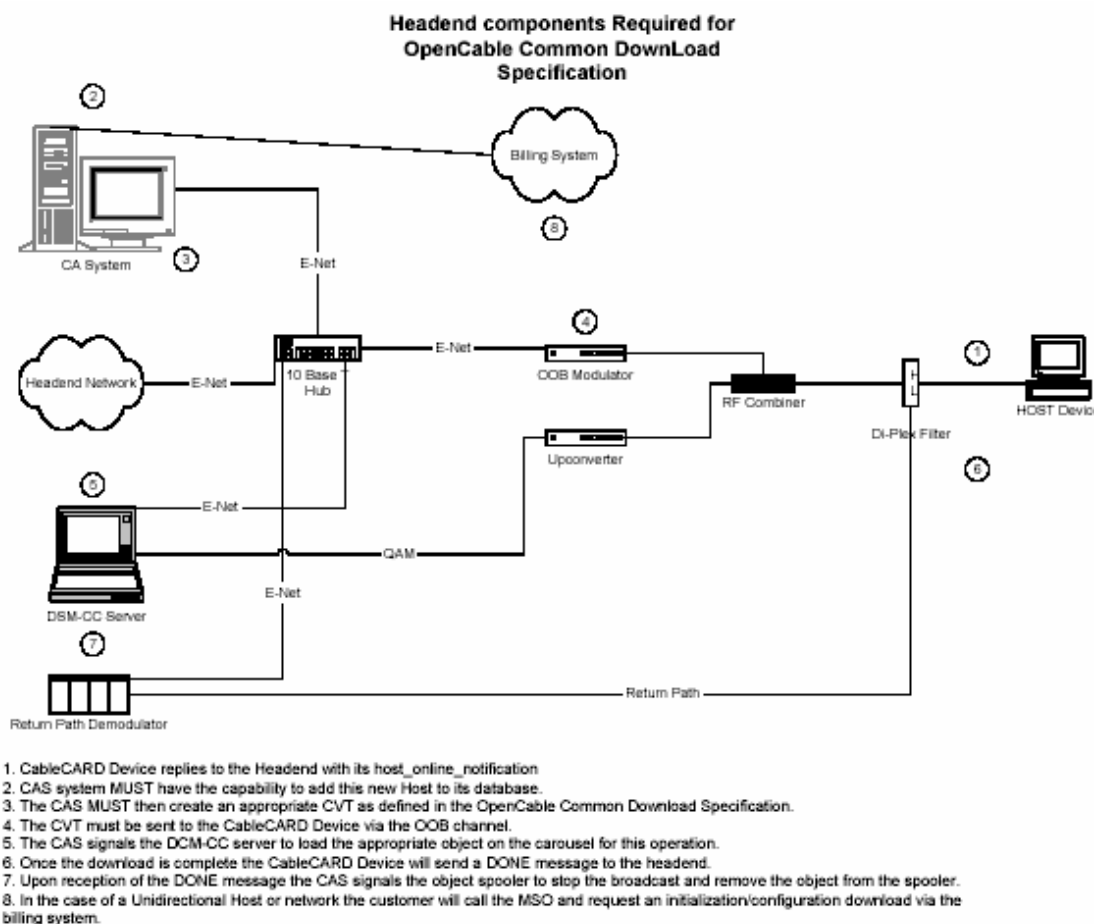 Headend components Required for
OpenCable Common DownLoad
Specification
2
Billing System
8
CA System
3
E-Net
4
1
E-Net
10 Base T
Hub
OOB Modulator
Headend Network
E-Net
H
L
RF Combiner
HOST Devic
Di-Plex Filter
Upconverter
6
5
E-Net
QAM
E-Net
DSM-CC Server
7
Return Path
Return Path Demodulator
1. CableCARD Device replies to the Headend with its host_online_notification
2. CAS system MUST have the capability to add this new Host to its database.
3. The CAS MUST then create an appropriate CVT as defined in the OpenCable Common Download Specification.
4. The CVT must be sent to the CableCARD Device via the OOB channel.
5. The CAS signals the DCM-CC server to load the appropriate object on the carousel for this operation.
6. Once the download is complete the CableCARD Device will send a DONE message to the headend.
7. Upon reception of the DONE message the CAS signals the object spooler to stop the broadcast and remove the object from the spooler.
8. In the case of a Unidirectional Host or network the customer will call the MSO and request an initialization/configuration download via the
billing system.